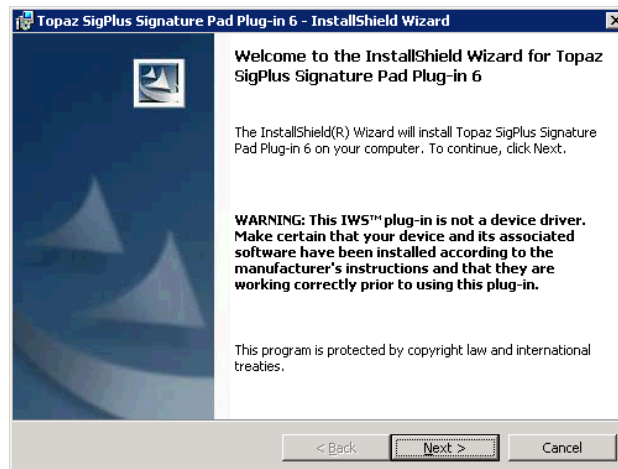 Topaz SigPlus Signature Pad Plug-in 6 - InstallShield Wizard
Welcome to the InstallShield Wizard for Topaz
SigPlus Signature Pad Plug-in 6
The InstallShield(R) Wizard will install Topaz SigPlus Signature
Pad Plug-in 6 on your computer. To continue, click Next.
WARNING: This IWS™ plug-in is not a device driver.
Make certain that your device and its associated
software have been installed according to the
manufacturer's instructions and that they are
working correctly prior to using this plug-in.
This program is protected by copyright law and international
treaties.
< Back Next > Cancel